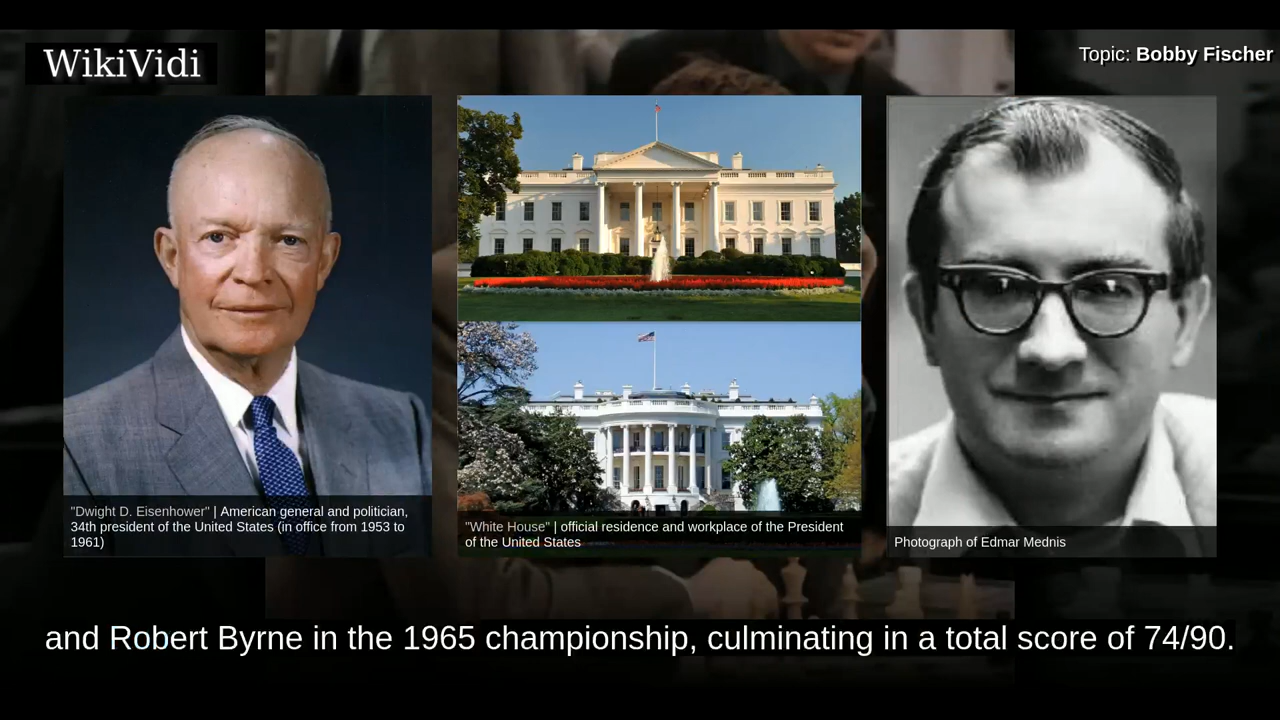 WikiVidi
Topic: Bobby Fischer
"Dwight D. Eisenhower" | American general and politician,
34th president of the United States (in office from 1953 to
1961)
"White House" | official residence and workplace of the President
of the United States
Photograph of Edmar Mednis
and Robert Byrne in the 1965 championship, culminating in a total score of 74/90.